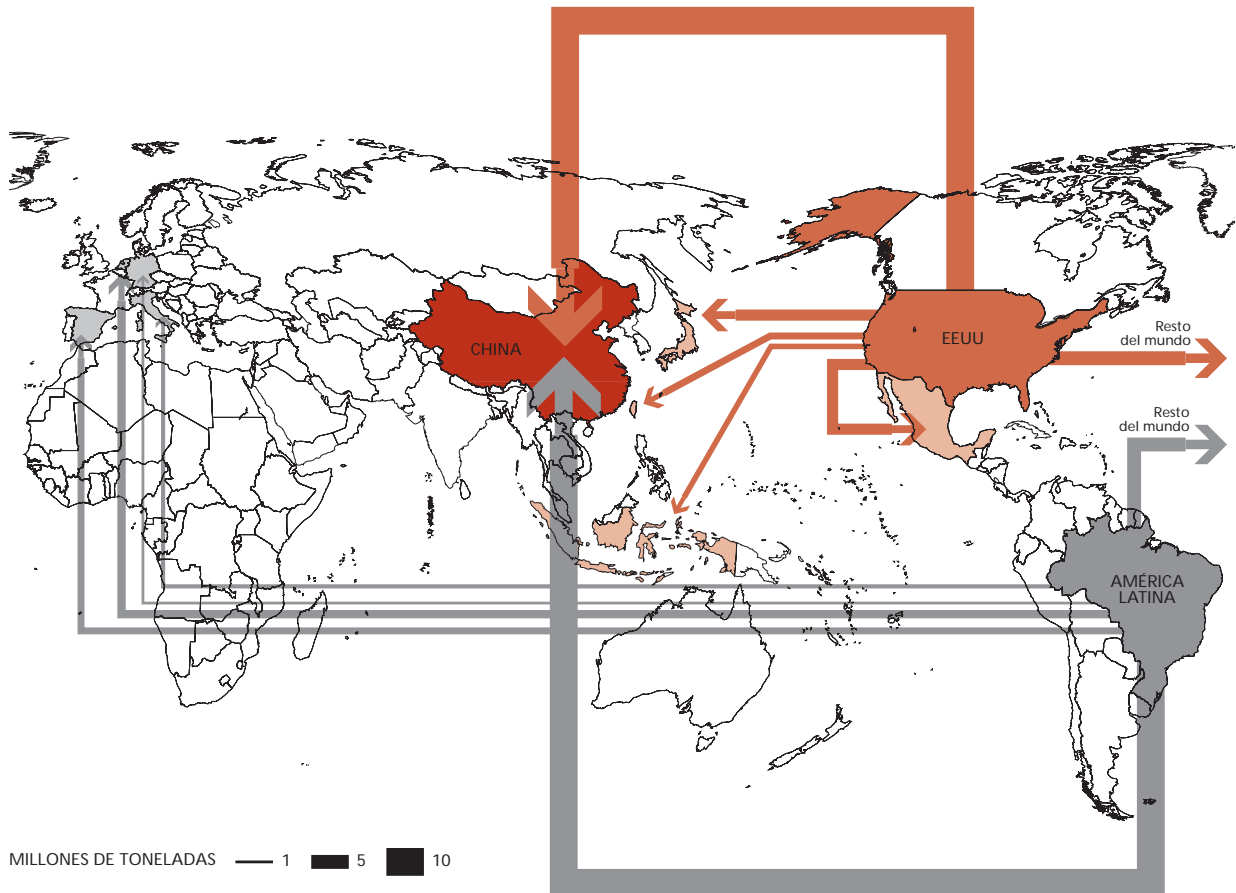 CHINA
EEUU
Resto
del mundo
Resto
del mundo
AMÉRICA
LATINA
MILLONES DE TONELADAS 1 5 10